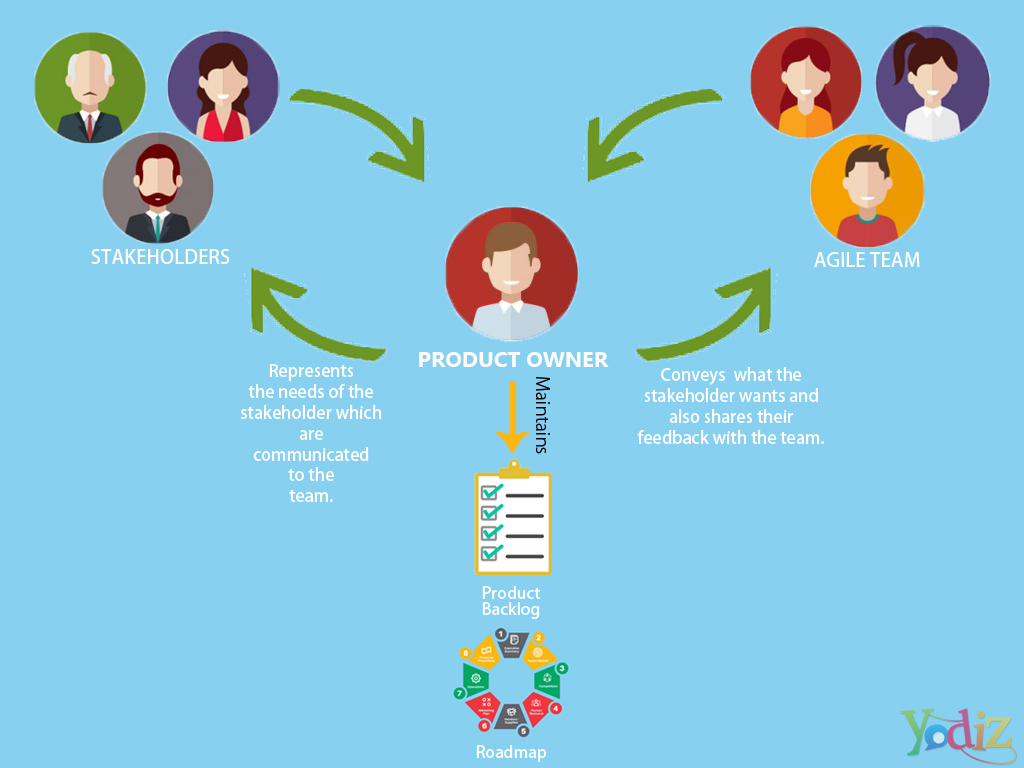 STAKEHOLDERS
AGILE TEAM
PRODUCT OWNER
Represents
the needs of the
stakeholder which
are
communicated
to the
team.
Maintains
Conveys what the
stakeholder wants and
also shares their
feedback with the team.
Product
Backlog
1
2
3
4
5
6
7
8
Roadmap
Yodiz